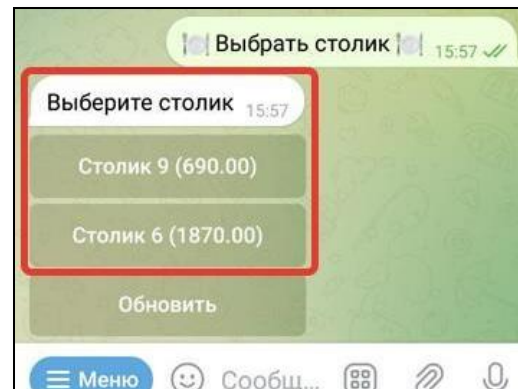 🍽 Выбрать столик 🍽 15:57
Выберите столик 15:57
Столик 9 (690.00)
Столик 6 (1870.00)
Обновить
Меню Сообщ...